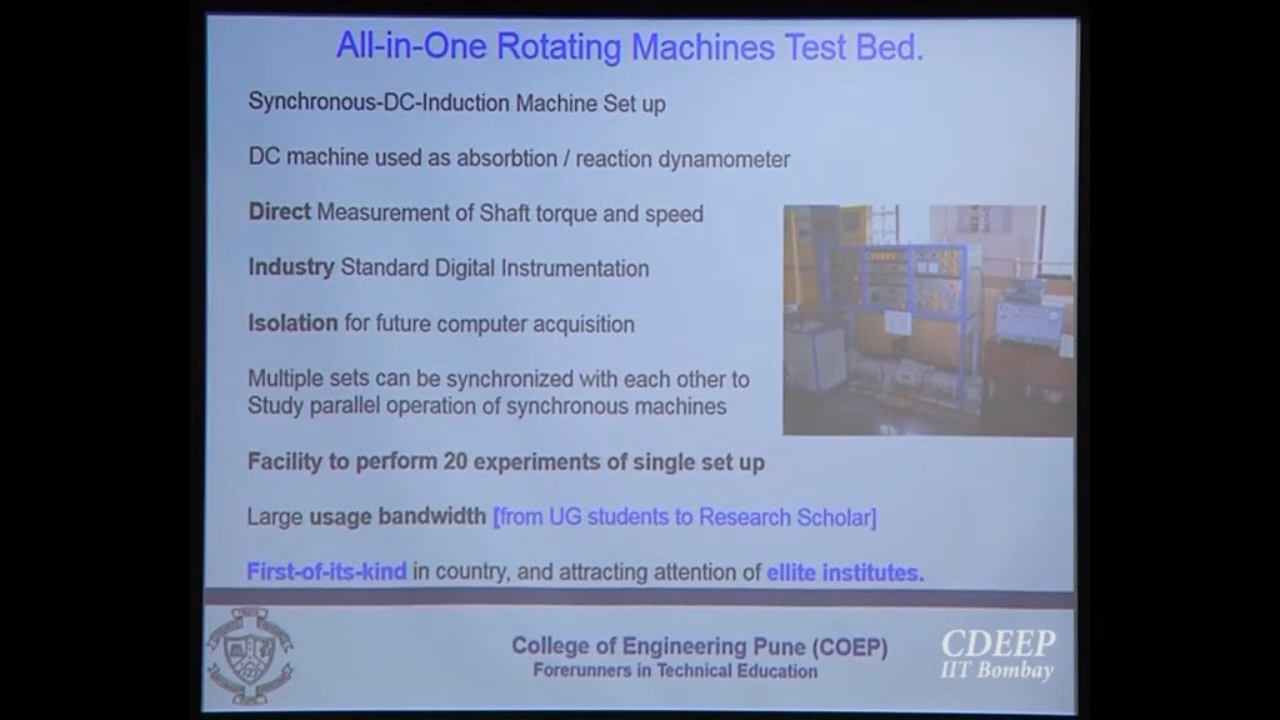 All-in-One Rotating Machines Test Bed.
Synchronous-DC-Induction Machine Set up
DC machine used as absorbtion / reaction dynamometer
Direct Measurement of Shaft torque and speed
Industry Standard Digital Instrumentation
Isolation for future computer acquisition
Multiple sets can be synchronized with each other to
Study parallel operation of synchronous machines
Facility to perform 20 experiments of single set up
Large usage bandwidth [from UG students to Research Scholar]
First-of-its-kind in country, and attracting attention of ellite institutes.
College of Engineering Pune (COEP)
Forerunners in Technical Education
CDEEP
IIT Bombay